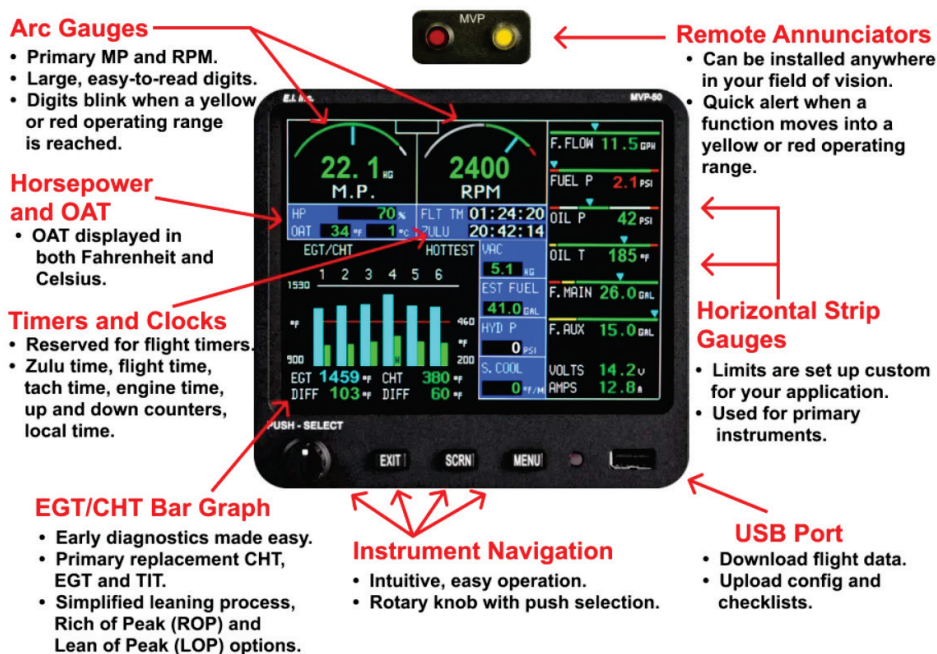 Arc Gauges
• Primary MP and RPM.
• Large, easy-to-read digits.
• Digits blink when a yellow
or red operating range
is reached.
Horsepower
and OAT
• OAT displayed in
both Fahrenheit and
Celsius.
Timers and Clocks
• Reserved for flight timers.
• Zulu time, flight time,
tach time, engine time,
up and down counters,
local time.
EGT/CHT Bar Graph
• Early diagnostics made easy.
• Primary replacement CHT,
EGT and TIT.
• Simplified leaning process,
Rich of Peak (ROP) and
Lean of Peak (LOP) options.
MVP
E.I. Inc.
MVP-50
22.1 HG
M.P.
2400
RPM
HP 70 %
OAT 34 °F 1 °C
FLT TM 01:24:20
ZULU 20:42:14
EGT/CHT HOTTEST
1 2 3 4 5 6
1530
°F
900
460
°F
200
H
EGT 1459 °F CHT 380 °F
DIFF 103 °F DIFF 60 °F
VAC
5.1 HG
EST FUEL
41.0 GAL
HYD P
0 PSI
S.COOL
0 °F/M
F.FLOW 11.5 GPH
FUEL P 2.1 PSI
OIL P 42 PSI
OIL T 185 °F
F.MAIN 26.0 GAL
F.AUX 15.0 GAL
VOLTS 14.2 V
AMPS 12.8 A
PUSH - SELECT
EXIT
SCRN
MENU
Instrument Navigation
• Intuitive, easy operation.
• Rotary knob with push selection.
Remote Annunciators
• Can be installed anywhere
in your field of vision.
• Quick alert when a
function moves into a
yellow or red operating
range.
Horizontal Strip
Gauges
• Limits are set up custom
for your application.
• Used for primary
instruments.
USB Port
• Download flight data.
• Upload config and
checklists.